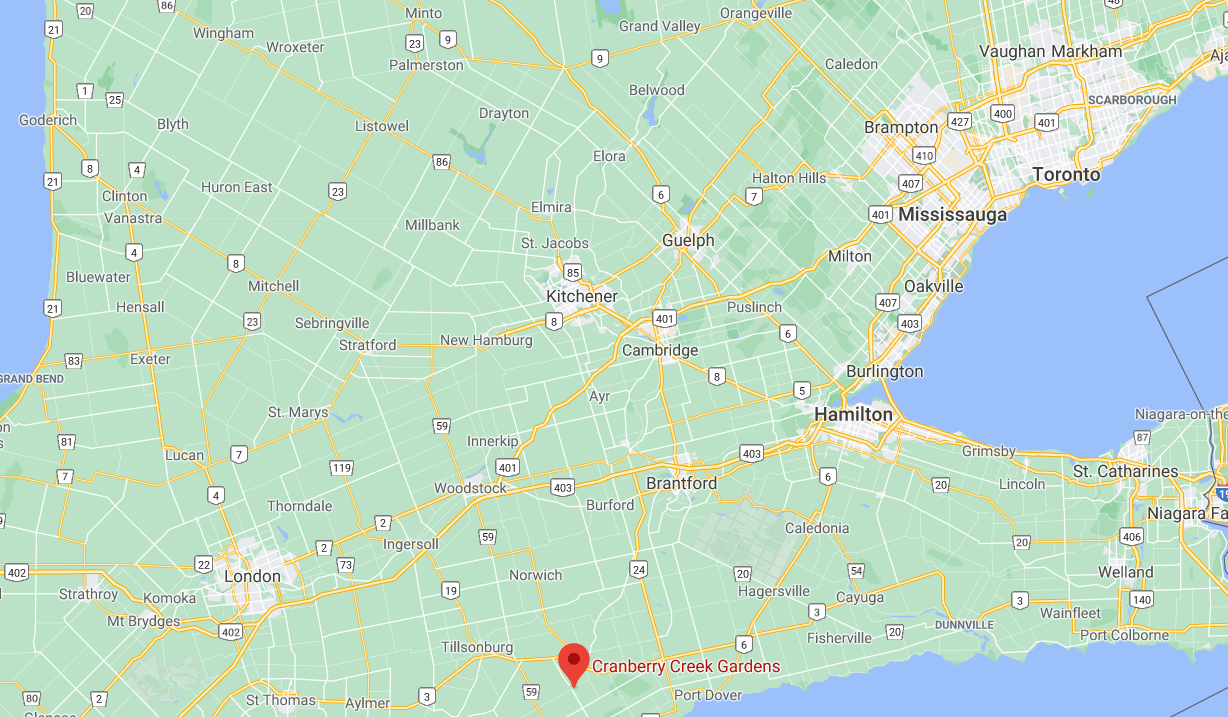 Minto
Orangeville
48
20
86
21
Wingham
Grand Valley
Wroxeter
23
9
Vaughan
Markham
Palmerston
9
Caledon
Aja
1
25
Belwood
SCARBOROUGH
Goderich
Blyth
Listowel
Drayton
Brampton
427
400
401
Elora
410
86
8
4
21
23
Huron East
Halton Hills
407
Toronto
Clinton
6
7
Vanastra
Elmira
401
Mississauga
Millbank
St. Jacobs
Guelph
4
8
85
Milton
Bluewater
Mitchell
Oakville
Hensall
Kitchener
407
21
23
Sebringville
8
401
Puslinch
403
Stratford
New Hamburg
6
83
Exeter
Cambridge
GRAND BEND
8
Burlington
5
Ayr
St. Marys
Hamilton
Niagara-on-the
on
59
s
81
Innerkip
87
Lucan
7
403
Grimsby
7
119
401
St. Catharines
6
20
Lincoln
4
Woodstock
403
Brantford
19
Thorndale
Burford
Niagara Fa
2
Caledonia
59
406
2
Ingersoll
20
22
73
402
London
Norwich
24
20
54
Welland
Strathroy
Komoka
19
Hagersville
Cayuga
3
140
Mt Brydges
402
3
Wainfleet
DUNNVILLE
Port Colborne
Tillsonburg
6
Fisherville
20
Cranberry Creek Gardens
80
2
St Thomas
Aylmer
3
59
Port Dover